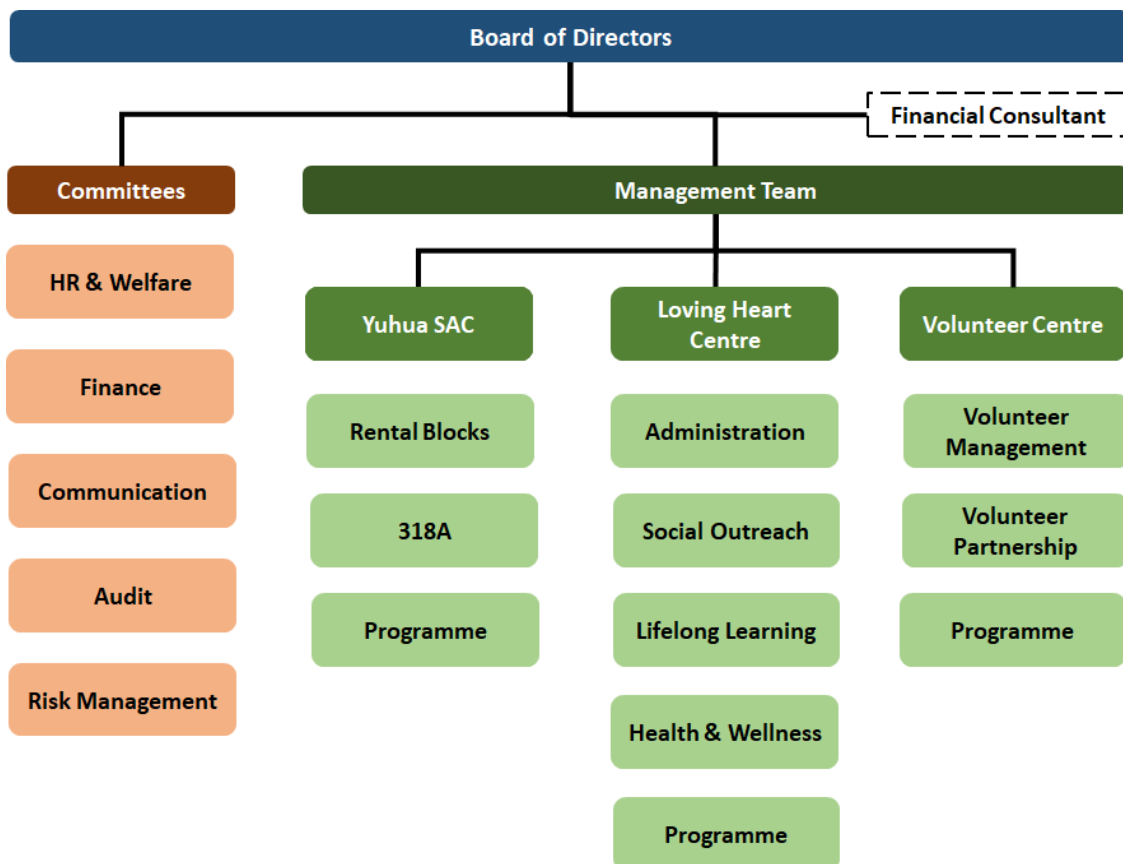 Board of Directors
Financial Consultant
Committees
Management Team
HR & Welfare
Finance
Communication
Audit
Risk Management
Yuhua SAC
Rental Blocks
318A
Programme
Loving Heart
Centre
Administration
Social Outreach
Lifelong Learning
Health & Wellness
Programme
Volunteer Centre
Volunteer
Management
Volunteer
Partnership
Programme